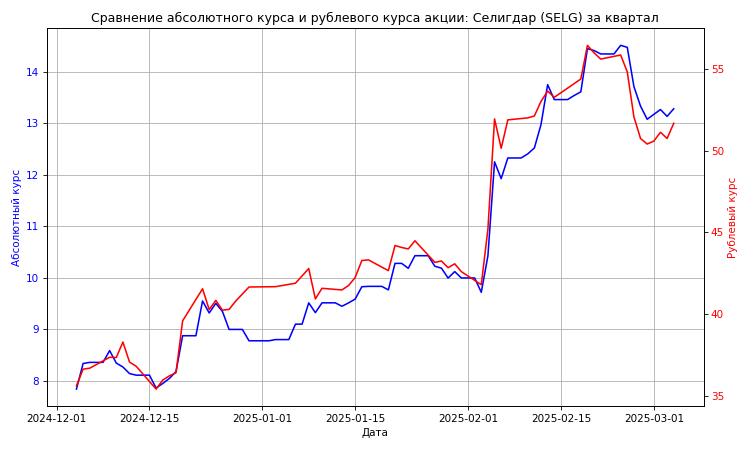 Сравнение абсолютного курса и рублевого курса акции: Селигдар (SELG) за квартал
Абсолютный курс
14
13
12
11
10
9
8
55
50
45
40
35
Рублевый курс
2024-12-01 2024-12-15 2025-01-01 2025-01-15 2025-02-01 2025-02-15 2025-03-01
Дата